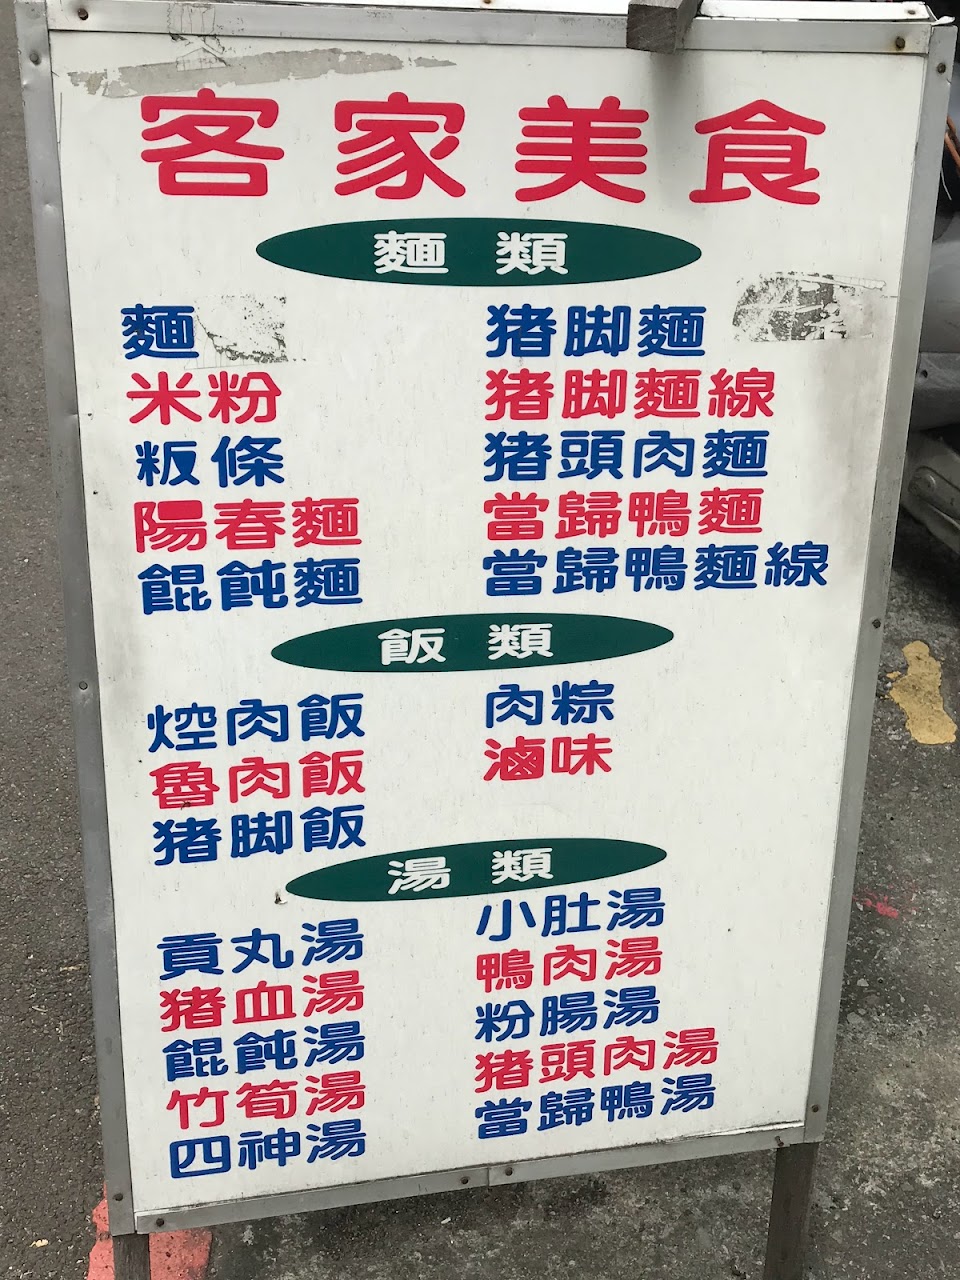 客家美食
麵類
麵
米粉
粄條
陽春麵
餛飩麵
猪脚麵
猪脚麵線
猪頭肉麵
當歸鴨麵
當歸鴨麵線
飯類
焢肉飯
魯肉飯
猪脚飯
肉粽
滷味
湯類
貢丸湯
猪血湯
餛飩湯
竹筍湯
四神湯
小肚湯
鴨肉湯
粉腸湯
猪頭肉湯
當歸鴨湯